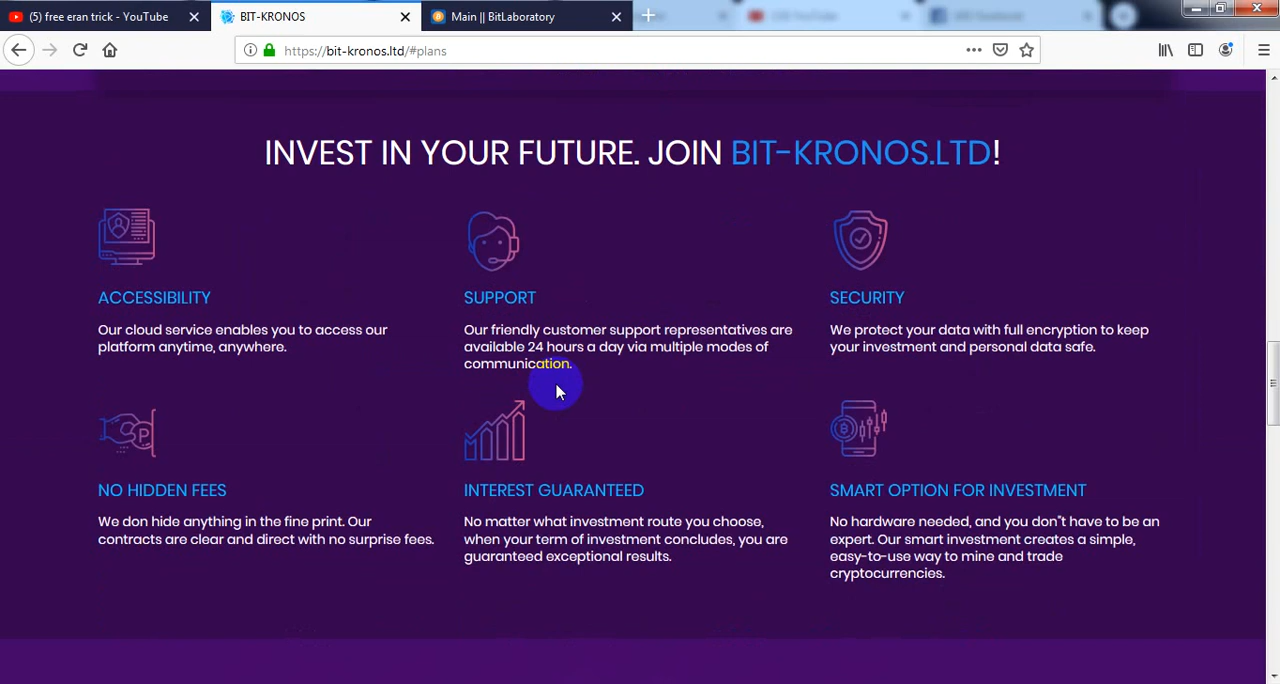 (5) free eran trick - YouTube
BIT-KRONOS
Main || BitLaboratory
https://bit-kronos.ltd/#plans
INVEST IN YOUR FUTURE. JOIN BIT-KRONOS.LTD!
ACCESSIBILITY
Our cloud service enables you to access our
platform anytime, anywhere.
SUPPORT
Our friendly customer support representatives are
available 24 hours a day via multiple modes of
communication.
SECURITY
We protect your data with full encryption to keep
your investment and personal data safe.
NO HIDDEN FEES
We don hide anything in the fine print. Our
contracts are clear and direct with no surprise fees.
INTEREST GUARANTEED
No matter what investment route you choose,
when your term of investment concludes, you are
guaranteed exceptional results.
SMART OPTION FOR INVESTMENT
No hardware needed, and you don"t have to be an
expert. Our smart investment creates a simple,
easy-to-use way to mine and trade
cryptocurrencies.